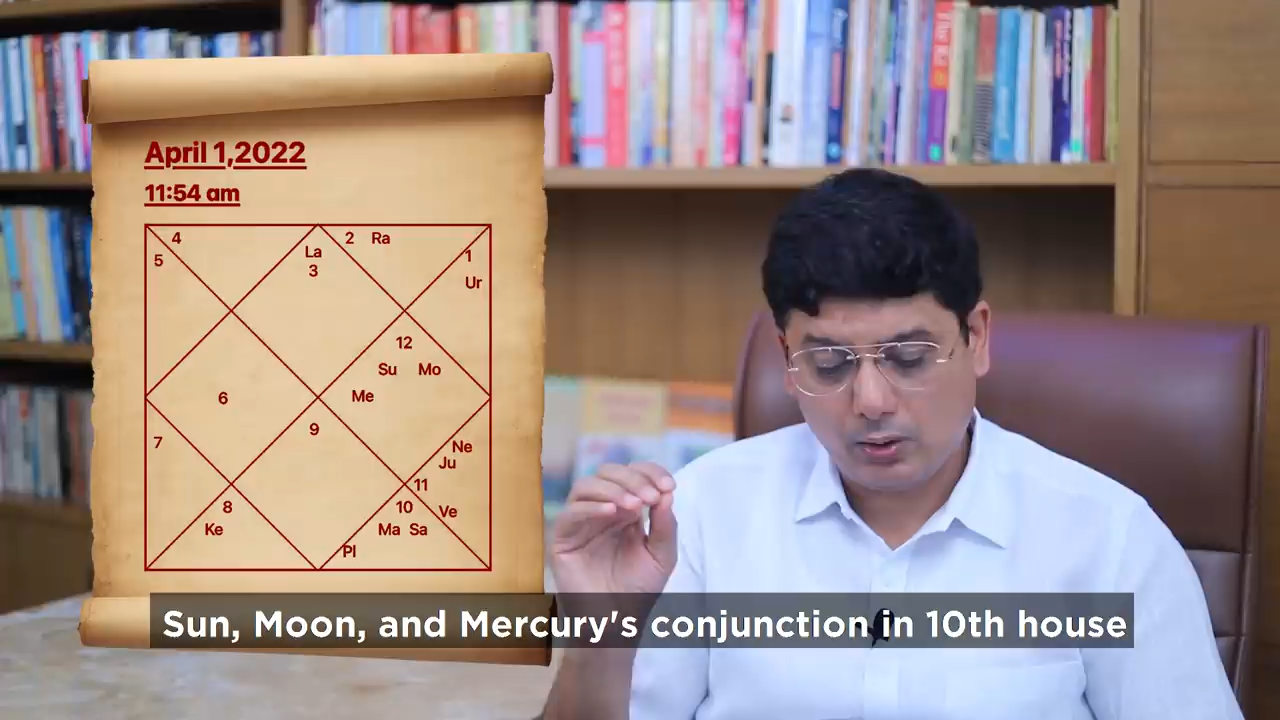 April 1,2022
11:54 am
4
La
2 Ra
5
3
1
Ur
12
Su Mo
6
Me
7
9
Ne
Ju
11
8
10
Ve
Ke
Ma Sa
Pl
Sun, Moon, and Mercury's conjunction in 10th house